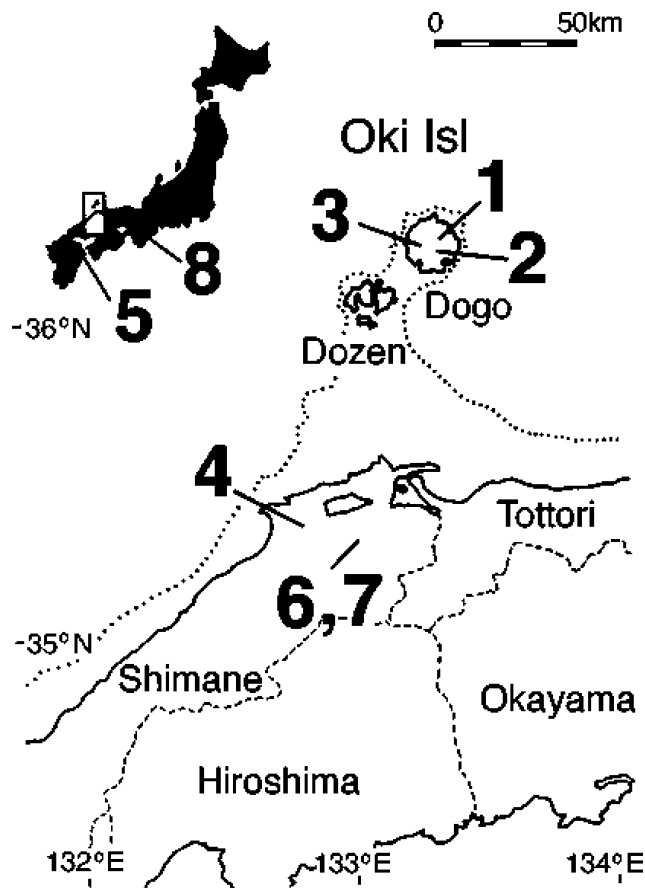 0 50km
Oki Isl
1
3
2
8
5
-36°N
Dogo
Dozen
4
Tottori
6,7
-35°N
Shimane
Okayama
Hiroshima
132°E 133°E 134°E